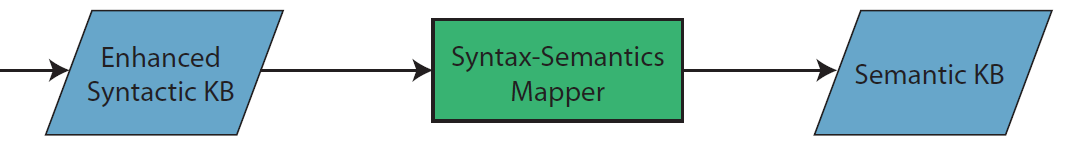 Enhanced
Syntactic KB
Syntax-Semantics
Mapper
Semantic KB